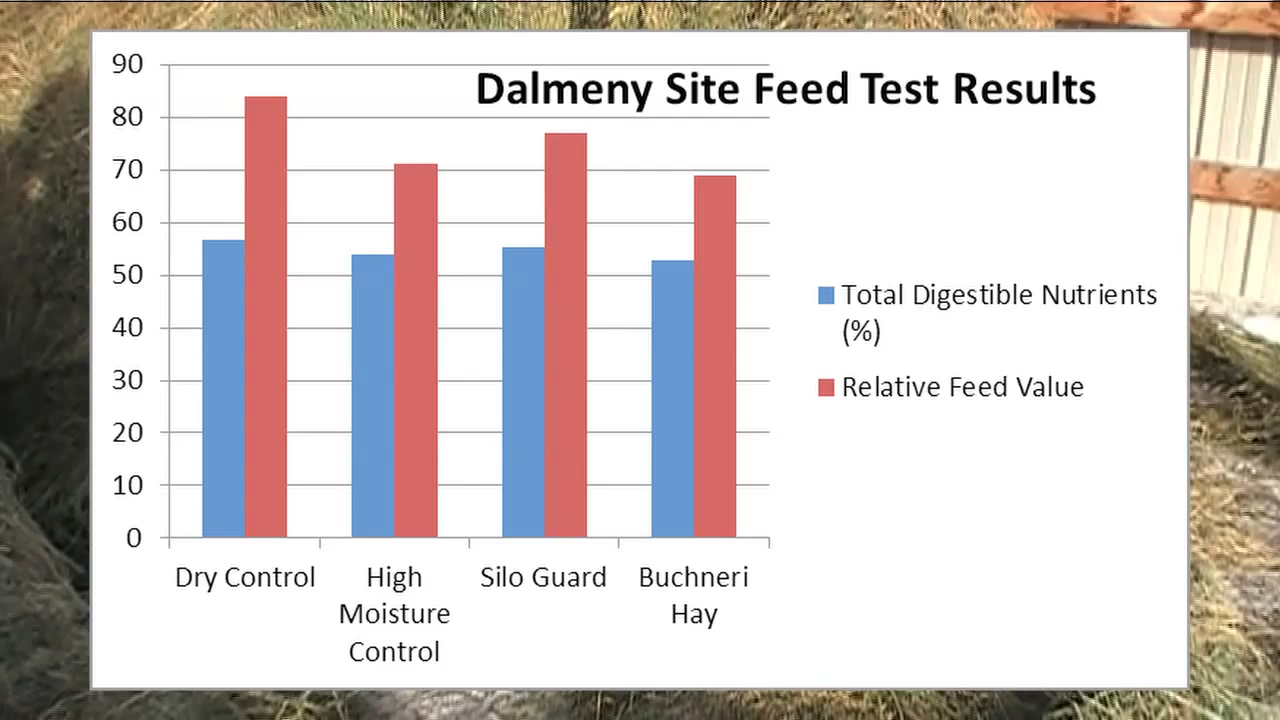 Dalmeny Site Feed Test Results
90
80
70
60
50
40
30
20
10
0
Dry Control
High
Moisture
Control
Silo Guard
Buchneri
Hay
Total Digestible Nutrients
(%)
Relative Feed Value